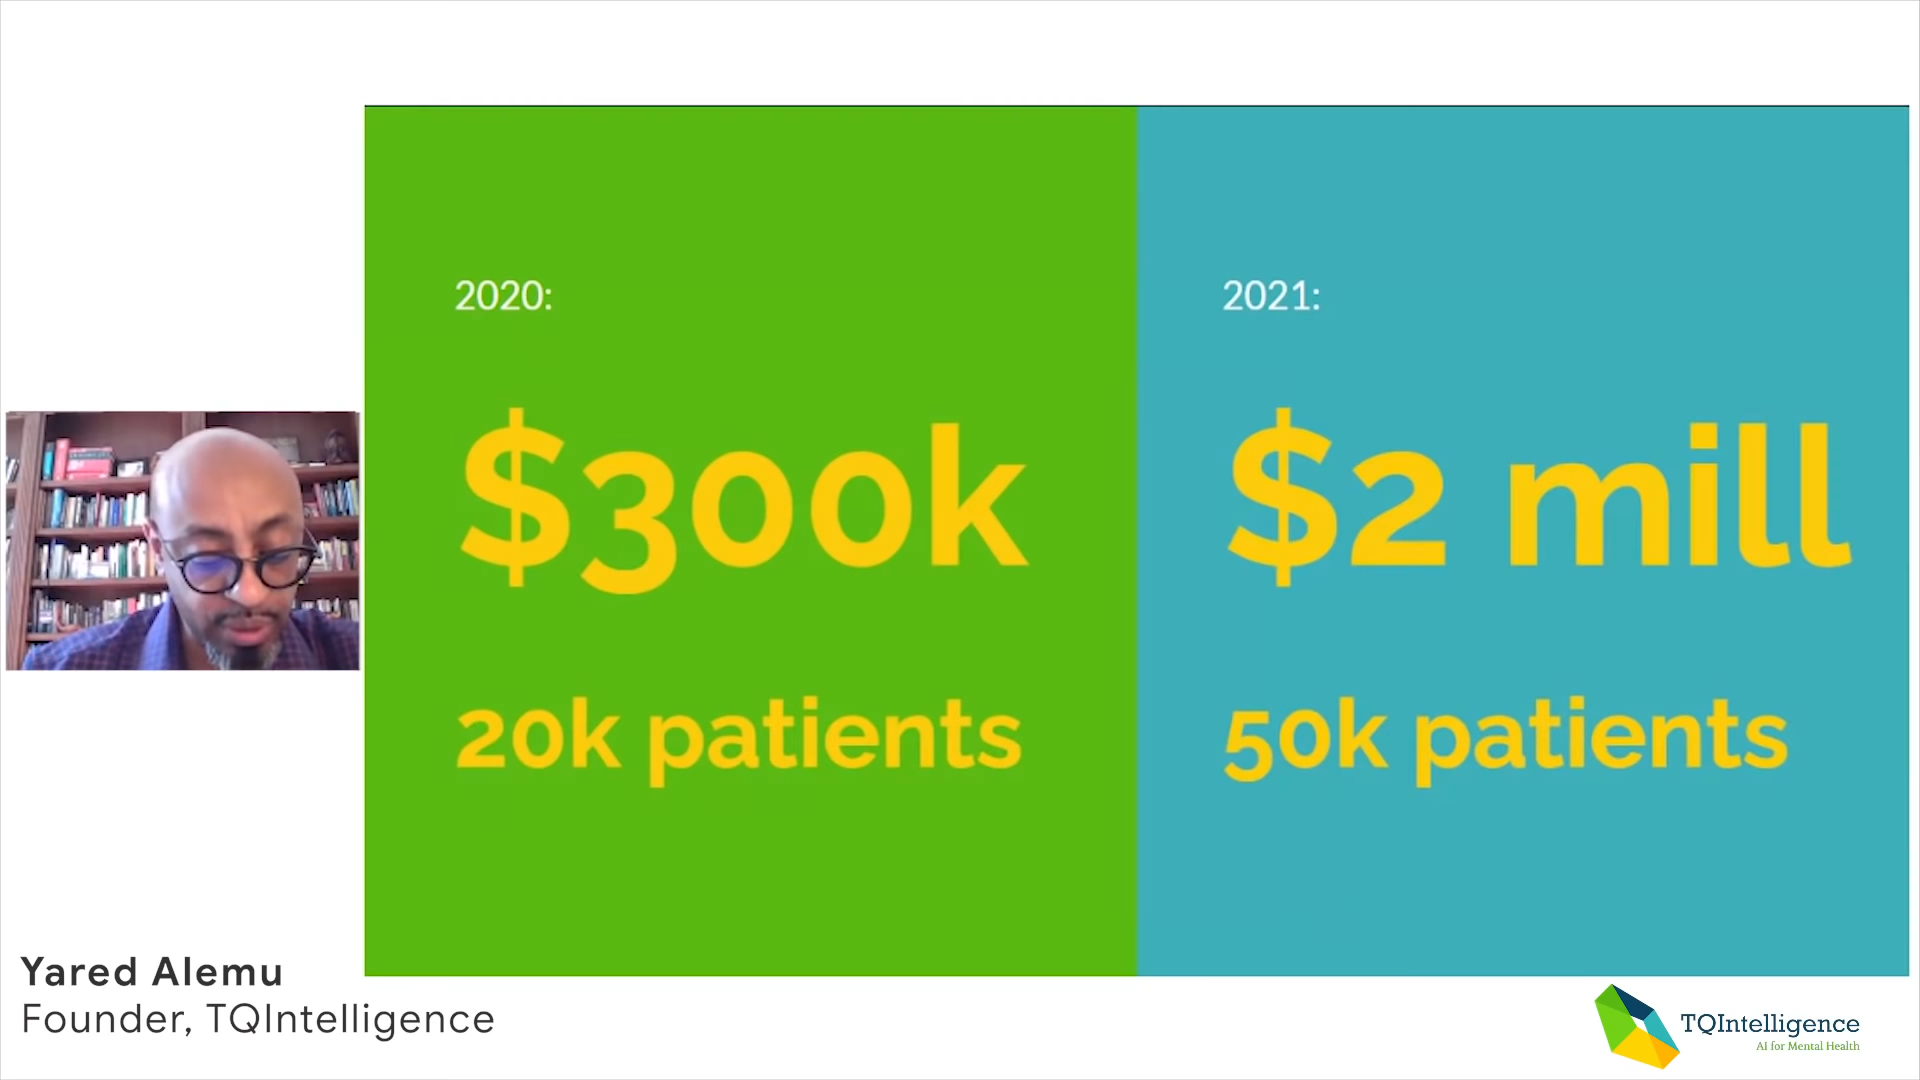 2020:
$300k
20k patients
2021:
$2 mill
50k patients
Yared Alemu
Founder, TQIntelligence
TQIntelligence
AI for Mental Health